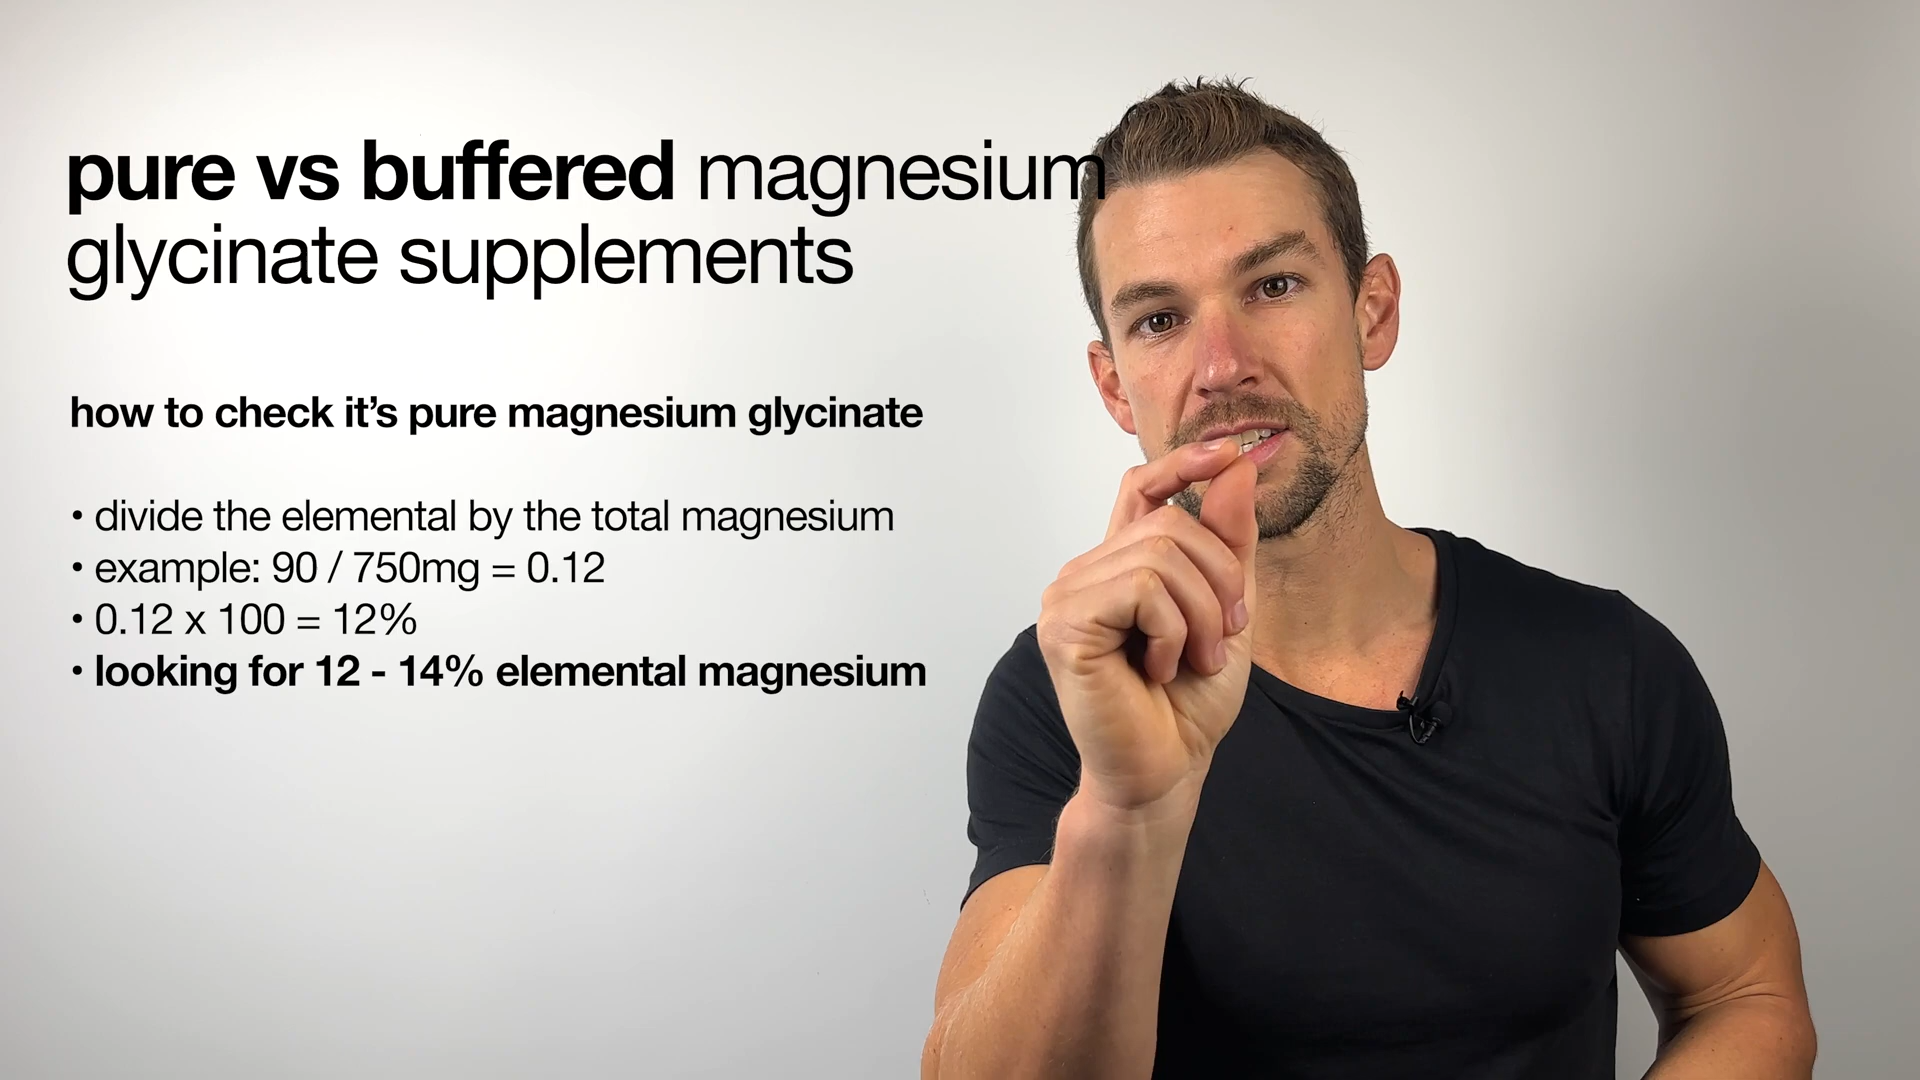 pure vs buffered magnesium
glycinate supplements
how to check it’s pure magnesium glycinate
• divide the elemental by the total magnesium
• example: 90 / 750mg = 0.12
• 0.12 x 100 = 12%
• looking for 12 - 14% elemental magnesium